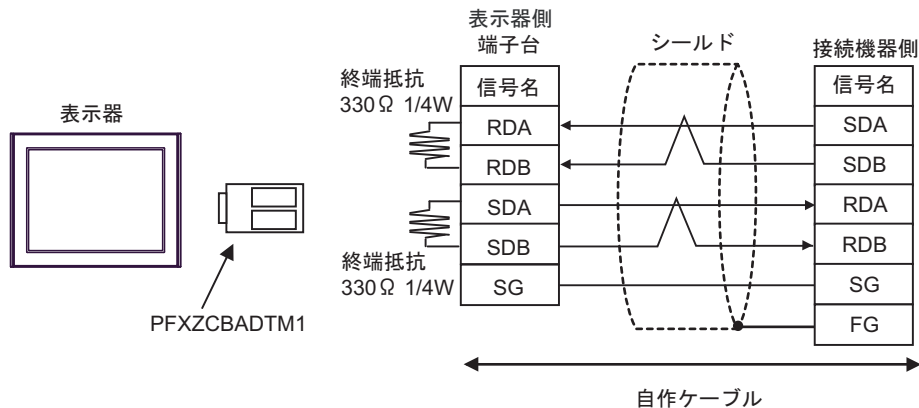 表示器
PFXZCBADTM1
終端抵抗
330Ω 1/4W
終端抵抗
330Ω 1/4W
表示器側
端子台
信号名
RDA
RDB
SDA
SDB
SG
シールド
接続機器側
信号名
SDA
SDB
RDA
RDB
SG
FG
自作ケーブル